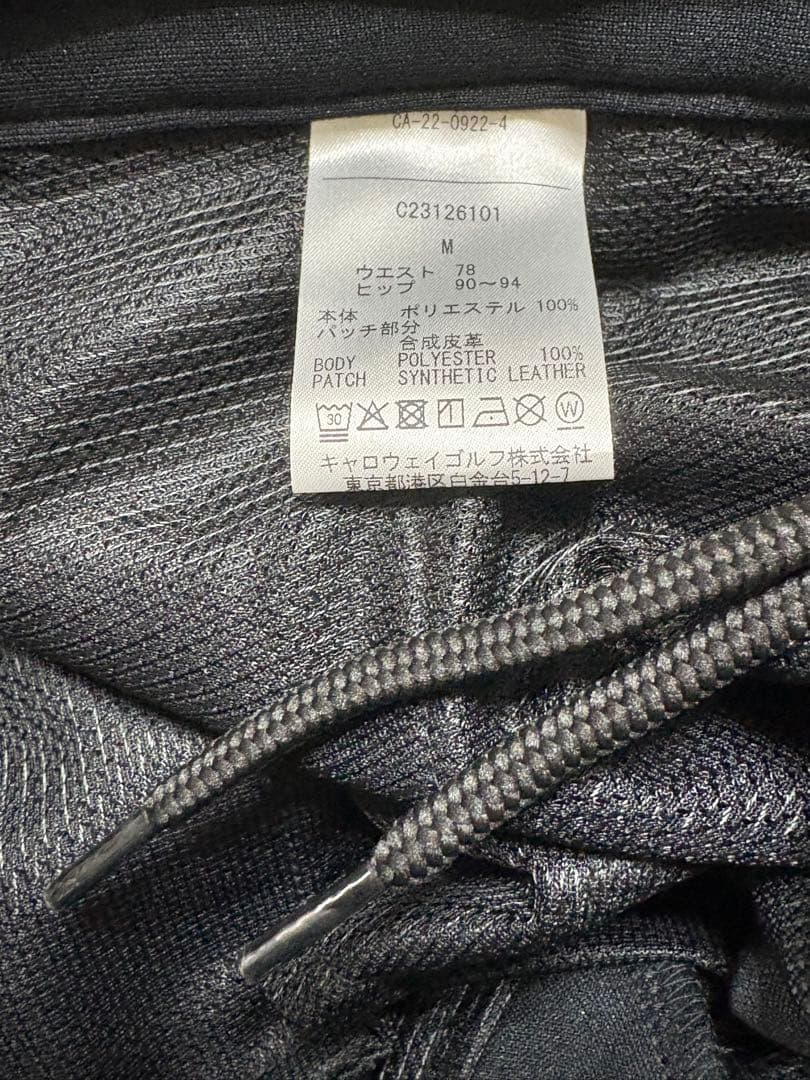 CA-22-0922-4
C23126101
M
ウエスト 78
ヒップ 90～94
本体 ポリエステル 100%
パッチ部分
合成皮革
BODY POLYESTER 100%
PATCH SYNTHETIC LEATHER
30 W
キャロウェイゴルフ株式会社
東京都港区白金台5-12-7